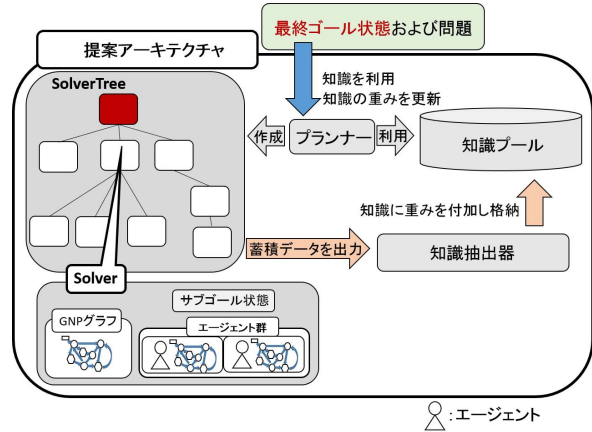 最終ゴール状態および問題
提案アーキテクチャ
知識を利用
知識の重みを更新
SolverTree
作成
プランナー
利用
知識プール
知識に重みを付加し格納
蓄積データを出力
知識抽出器
Solver
サブゴール状態
GNPグラフ
エージェント群
:エージェント